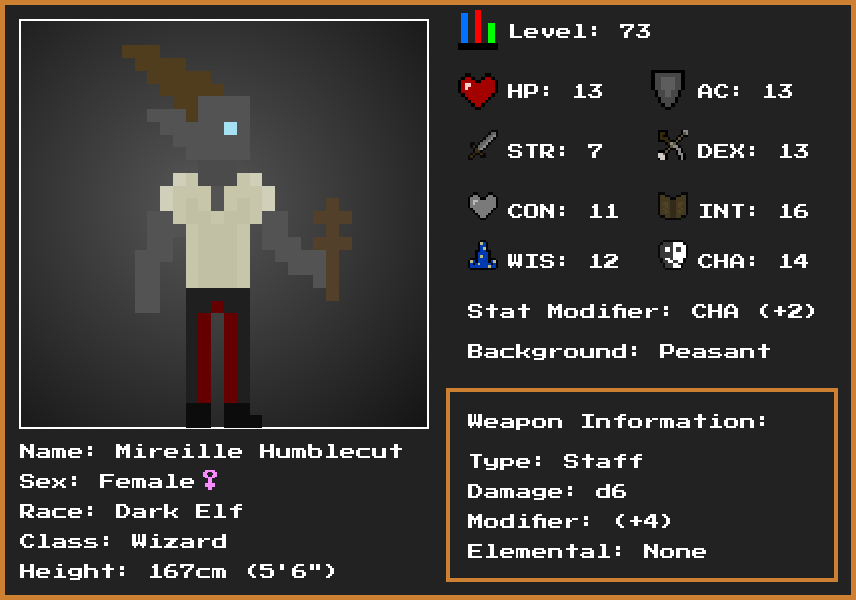 Level: 73
HP: 13
AC: 13
STR: 7
DEX: 13
CON: 11
INT: 16
WIS: 12
CHA: 14
Stat Modifier: CHA (+2)
Background: Peasant
Weapon Information:
Type: Staff
Damage: d6
Modifier: (+4)
Elemental: None
Name: Mireille Humblecut
Sex: Female♀
Race: Dark Elf
Class: Wizard
Height: 167cm (5'6")